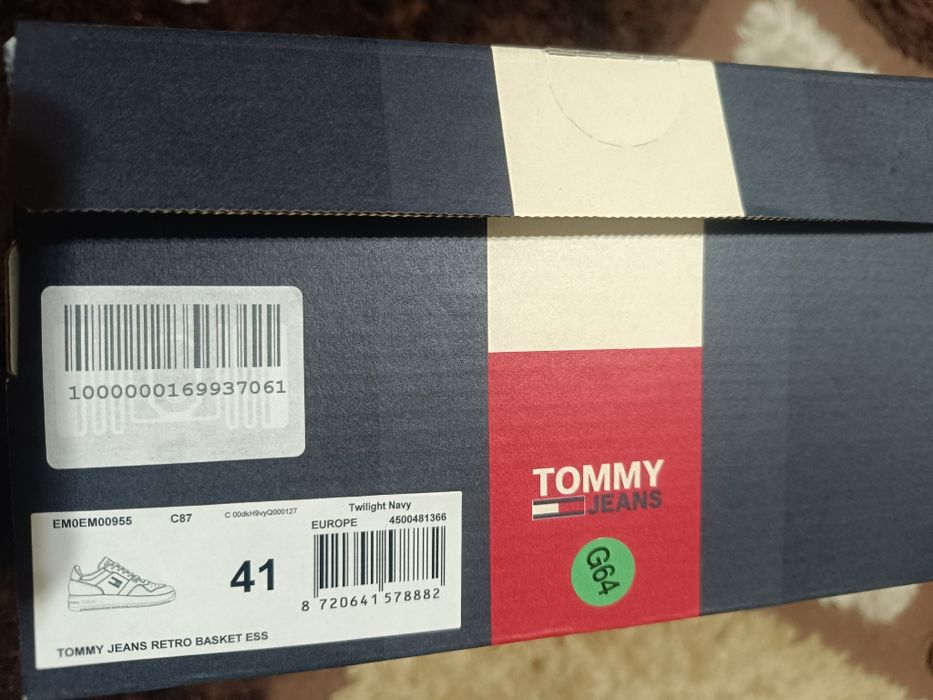 1000000169937061
TOMMY
JEANS
G64
EM0EM00955 C87 C 00dkH9vyQ000127 Twilight Navy
EUROPE 4500481366
41
8 720641 578882
TOMMY JEANS RETRO BASKET ESS